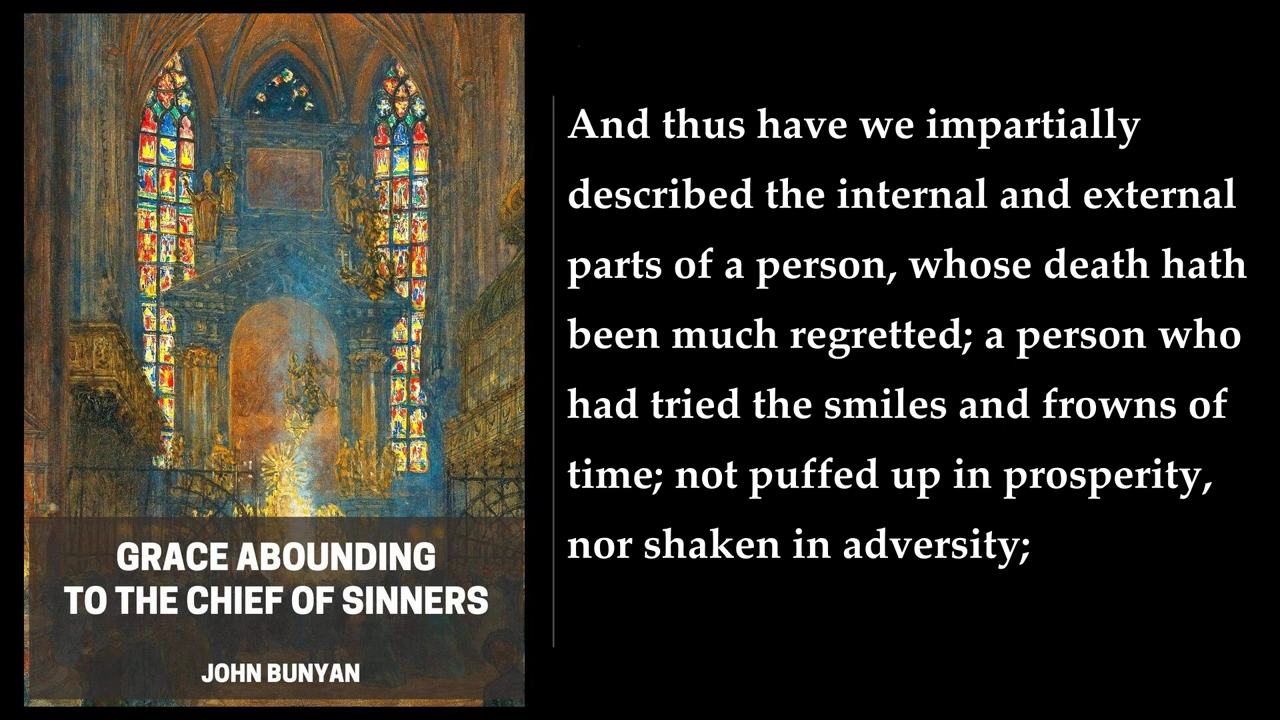 GRACE ABOUNDING
TO THE CHIEF OF SINNERS
JOHN BUNYAN
And thus have we impartially
described the internal and external
parts of a person, whose death hath
been much regretted; a person who
had tried the smiles and frowns of
time; not puffed up in prosperity,
nor shaken in adversity;